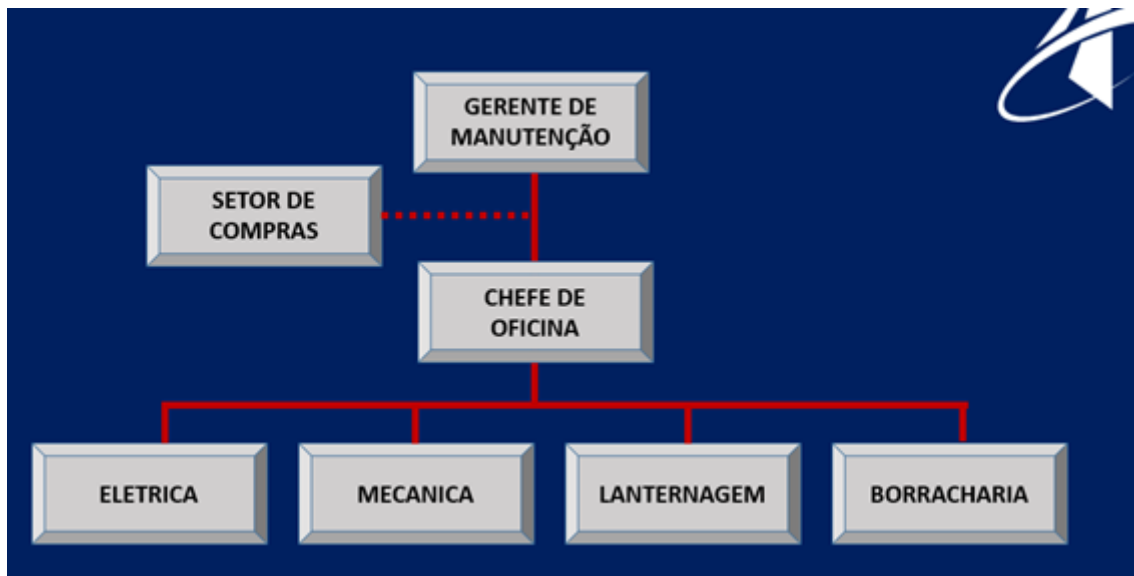 GERENTE DE
MANUTENÇÃO
SETOR DE
COMPRAS
CHEFE DE
OFICINA
ELETRICA
MECANICA
LANTERNAGEM
BORRACHARIA